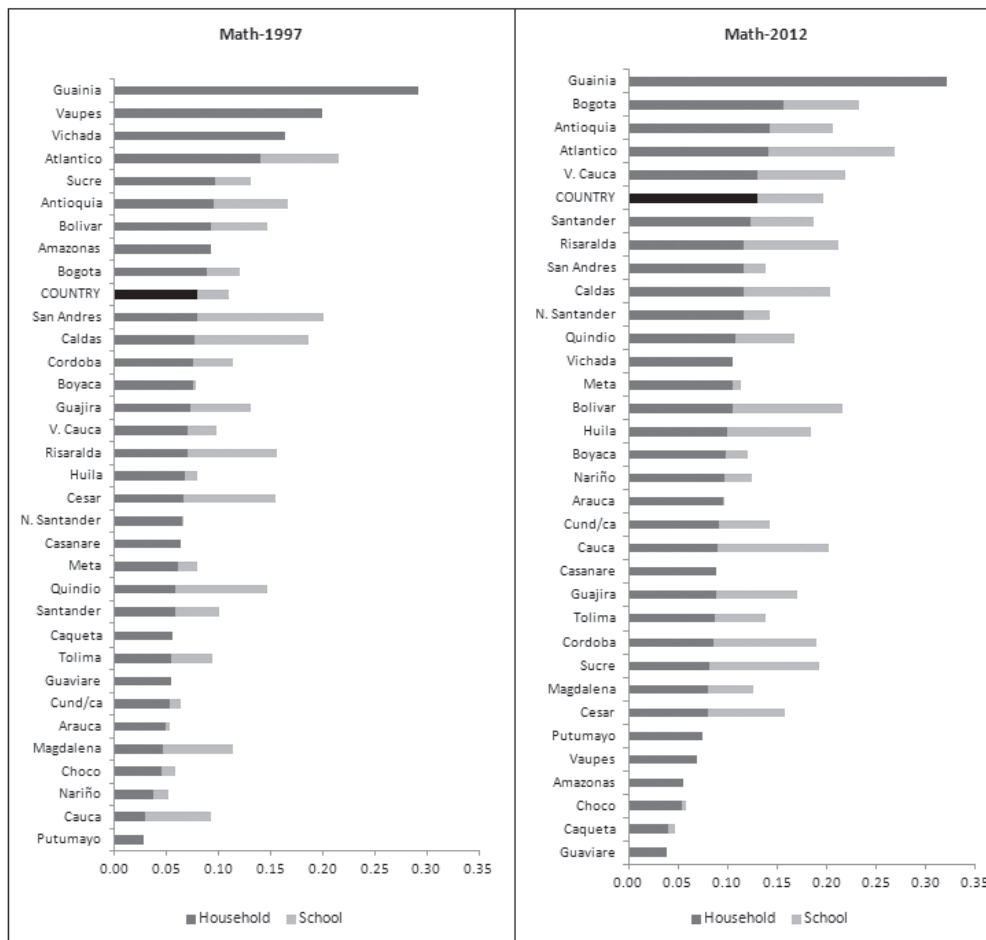 Math-1997
Guainia
Vaupes
Vichada
Atlantico
Sucre
Antioquia
Bolivar
Amazonas
Bogota
COUNTRY
San Andres
Caldas
Cordoba
Boyaca
Guajira
V. Cauca
Risaralda
Huila
Cesar
N. Santander
Casanare
Meta
Quindio
Santander
Caqueta
Tolima
Guaviare
Cund/ca
Arauca
Magdalena
Choco
Nariño
Cauca
Putumayo
0.00 0.05 0.10 0.15 0.20 0.25 0.30 0.35
Household School
Math-2012
Guainia
Bogota
Antioquia
Atlantico
V. Cauca
COUNTRY
Santander
Risaralda
San Andres
Caldas
N. Santander
Quindio
Vichada
Meta
Bolivar
Huila
Boyaca
Nariño
Arauca
Cund/ca
Cauca
Casanare
Guajira
Tolima
Cordoba
Sucre
Magdalena
Cesar
Putumayo
Vaupes
Amazonas
Choco
Caqueta
Guaviare
0.00 0.05 0.10 0.15 0.20 0.25 0.30 0.35
Household School